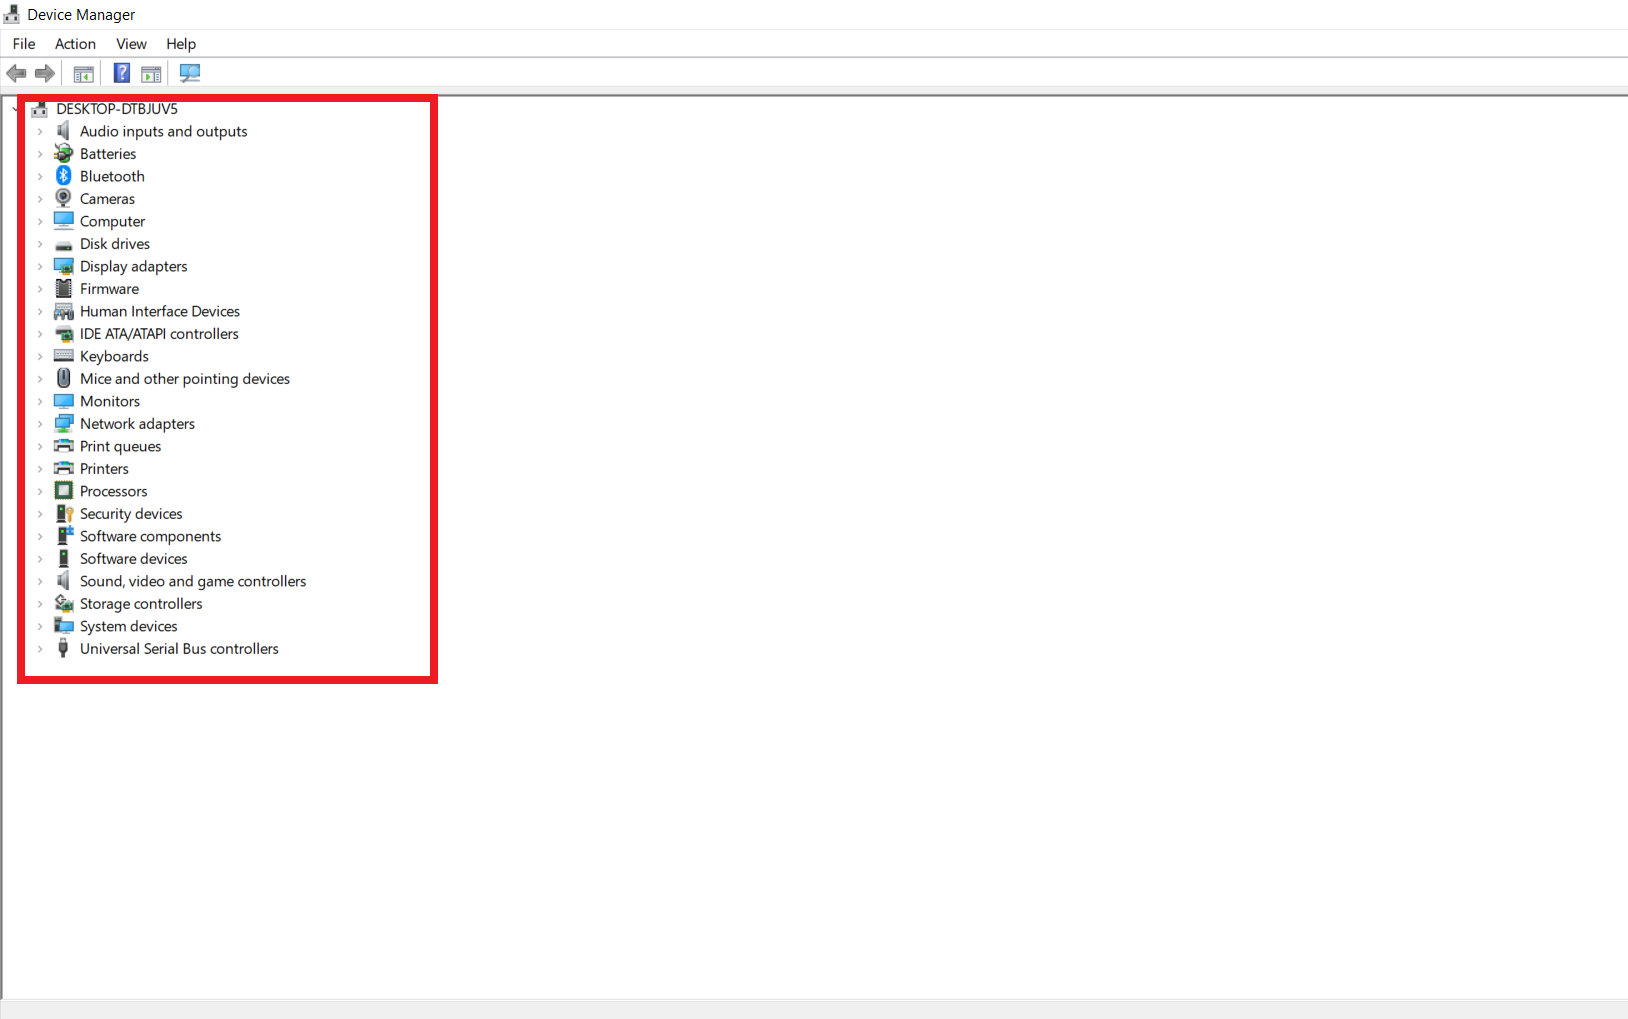 Device Manager
File Action View Help
DESKTOP-DTBJUV5
Audio inputs and outputs
Batteries
Bluetooth
Cameras
Computer
Disk drives
Display adapters
Firmware
Human Interface Devices
IDE ATA/ATAPI controllers
Keyboards
Mice and other pointing devices
Monitors
Network adapters
Print queues
Printers
Processors
Security devices
Software components
Software devices
Sound, video and game controllers
Storage controllers
System devices
Universal Serial Bus controllers